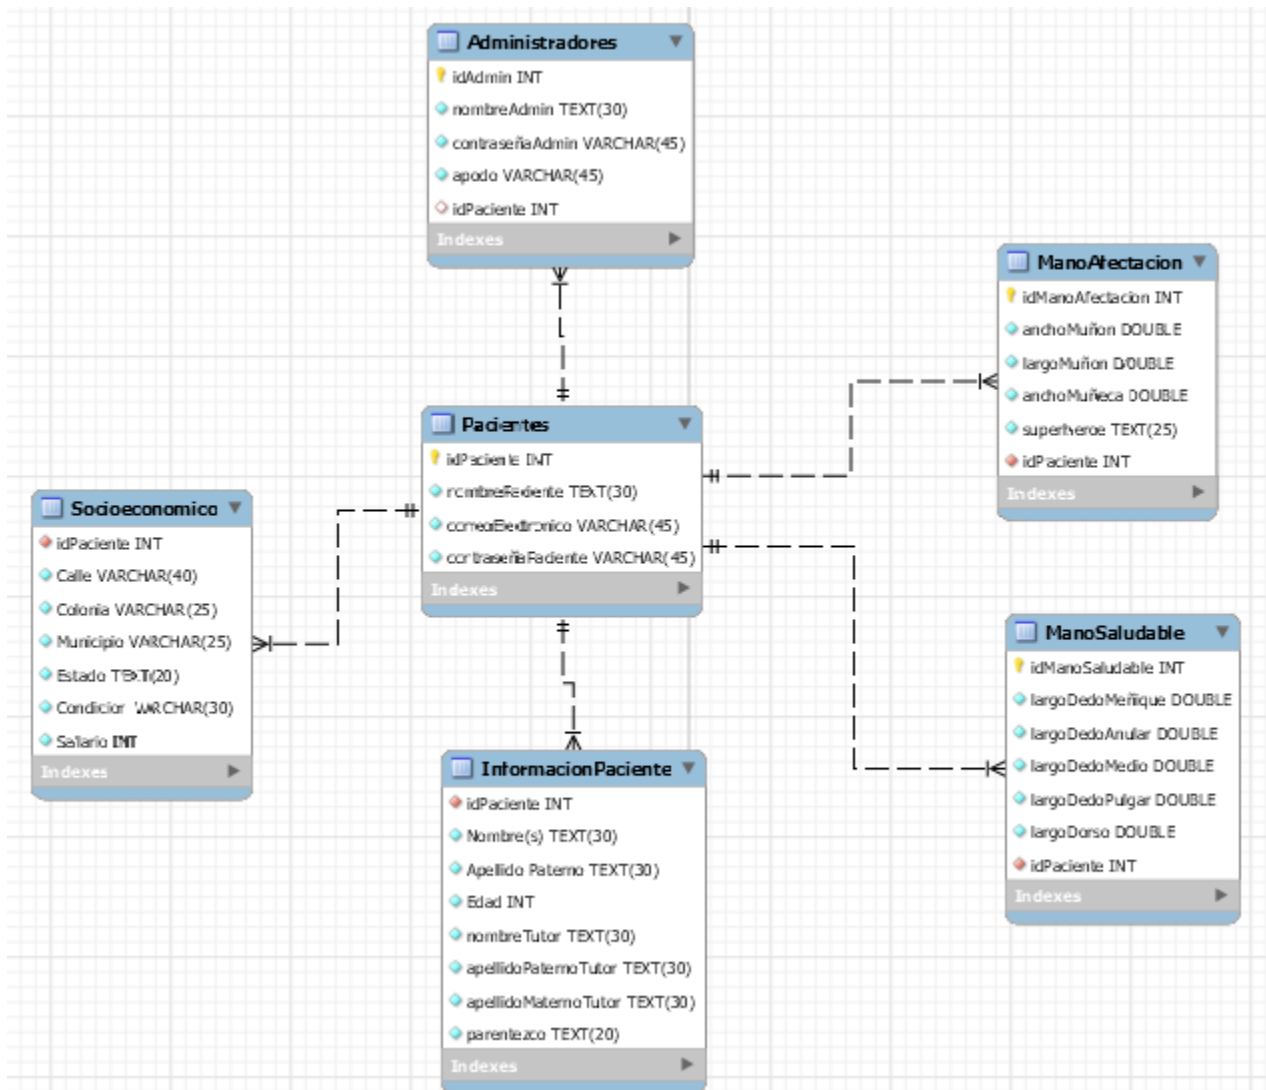 Administradores
idAdmin INT
nombreAdmin TEXT(30)
contraseñaAdmin VARCHAR(45)
apodo VARCHAR(45)
idPaciente INT
Indexes
ManoAfectacion
idManoAfectacion INT
anchoMuñon DOUBLE
largoMuñon DOUBLE
anchoMuñeca DOUBLE
superheroe TEXT(25)
idPaciente INT
Indexes
Pacientes
idPaciente INT
nombrePaciente TEXT(30)
correoElectronico VARCHAR(45)
contraseñaPaciente VARCHAR(45)
Indexes
Socioeconomico
idPaciente INT
Calle VARCHAR(40)
Colonia VARCHAR(25)
Municipio VARCHAR(25)
Estado TEXT(20)
Condicion VARCHAR(30)
Salario INT
Indexes
ManoSaludable
idManoSaludable INT
largoDedoMeñique DOUBLE
largoDedoAnular DOUBLE
largoDedoMedio DOUBLE
largoDedoPulgar DOUBLE
largoDorso DOUBLE
idPaciente INT
Indexes
InformacionPaciente
idPaciente INT
Nombre(s) TEXT(30)
Apellido Paterno TEXT(30)
Edad INT
nombreTutor TEXT(30)
apellidoPaternoTutor TEXT(30)
apellidoMaternoTutor TEXT(30)
parentezco TEXT(20)
Indexes